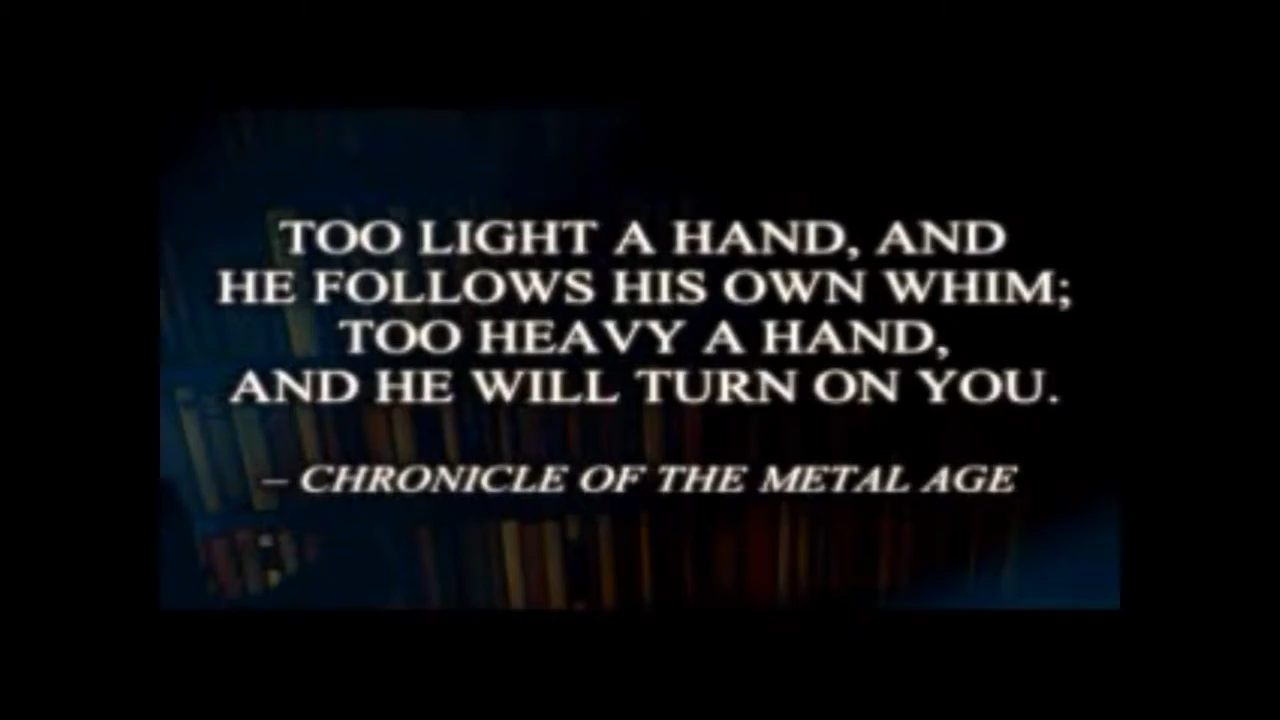 TOO LIGHT A HAND, AND
HE FOLLOWS HIS OWN WHIM;
TOO HEAVY A HAND,
AND HE WILL TURN ON YOU.
– CHRONICLE OF THE METAL AGE